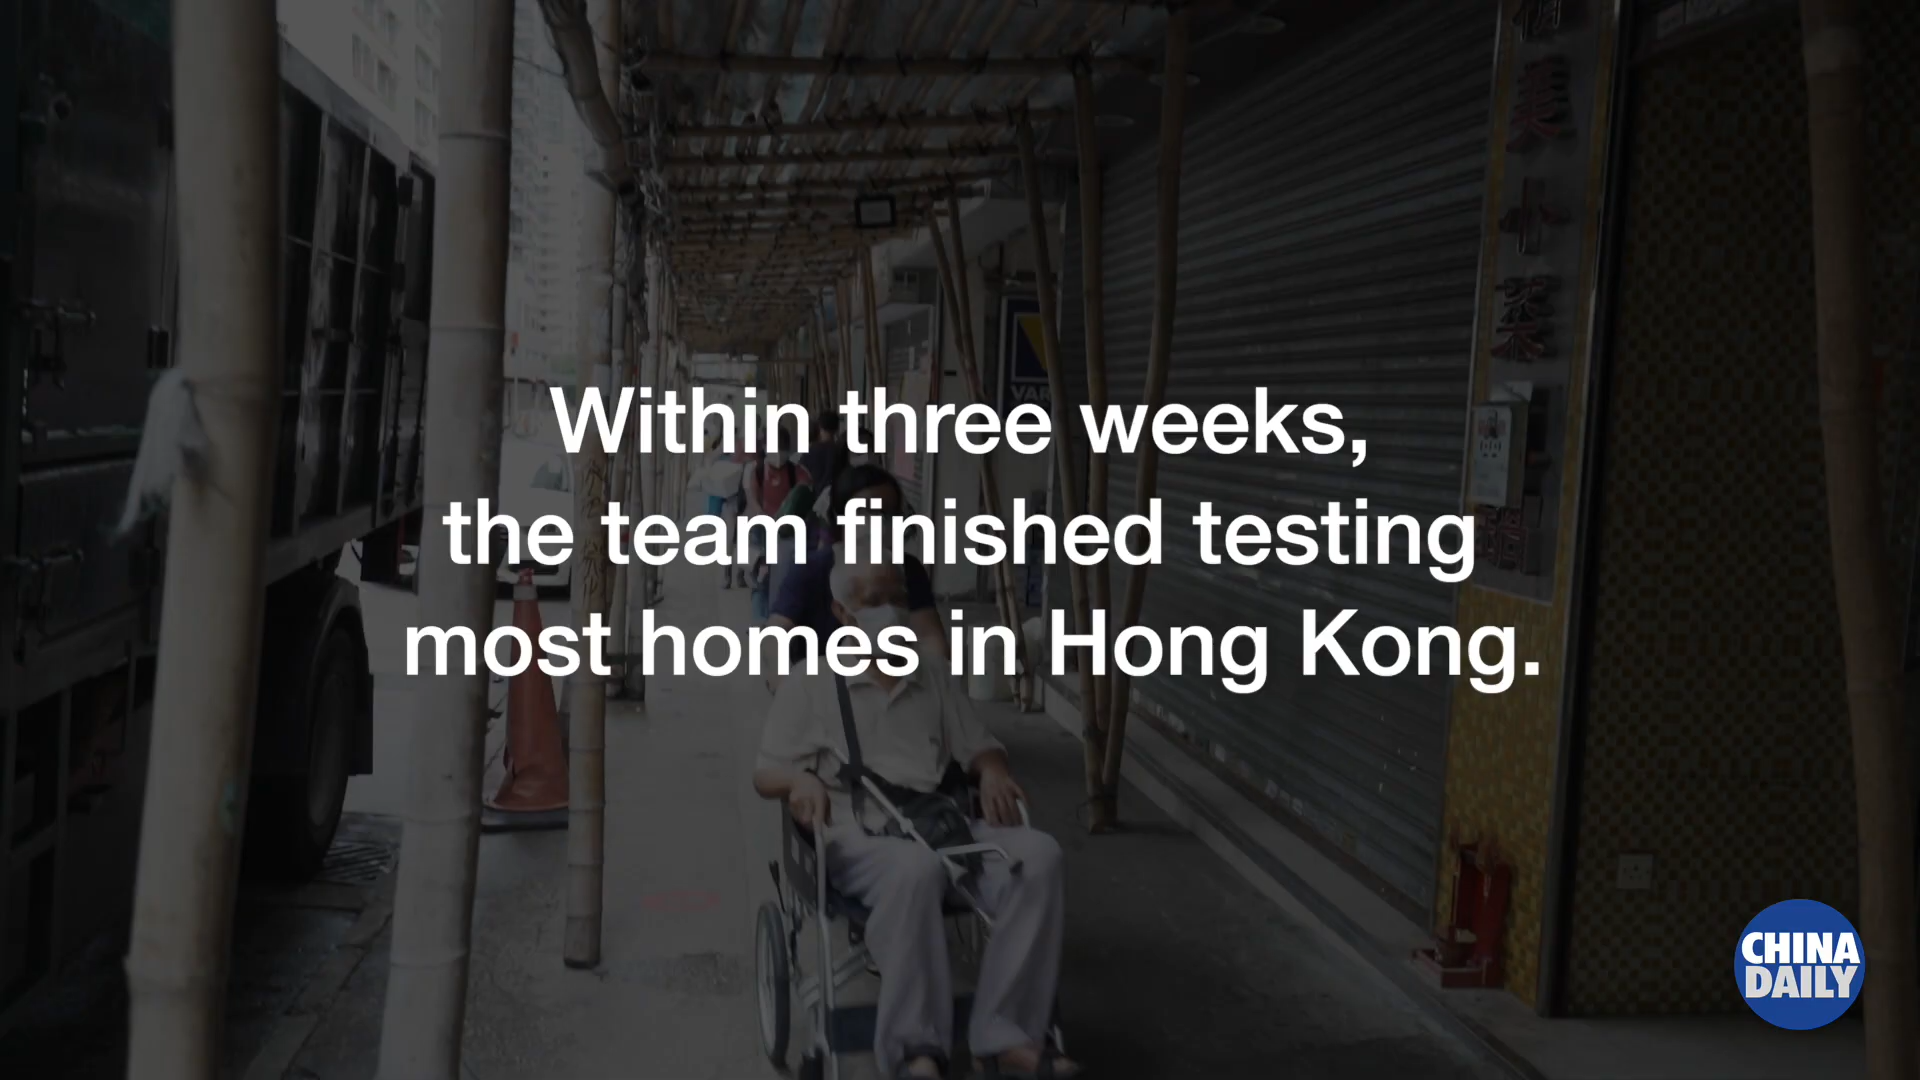 Within three weeks,
the team finished testing
most homes in Hong Kong.
CHINA
DAILY